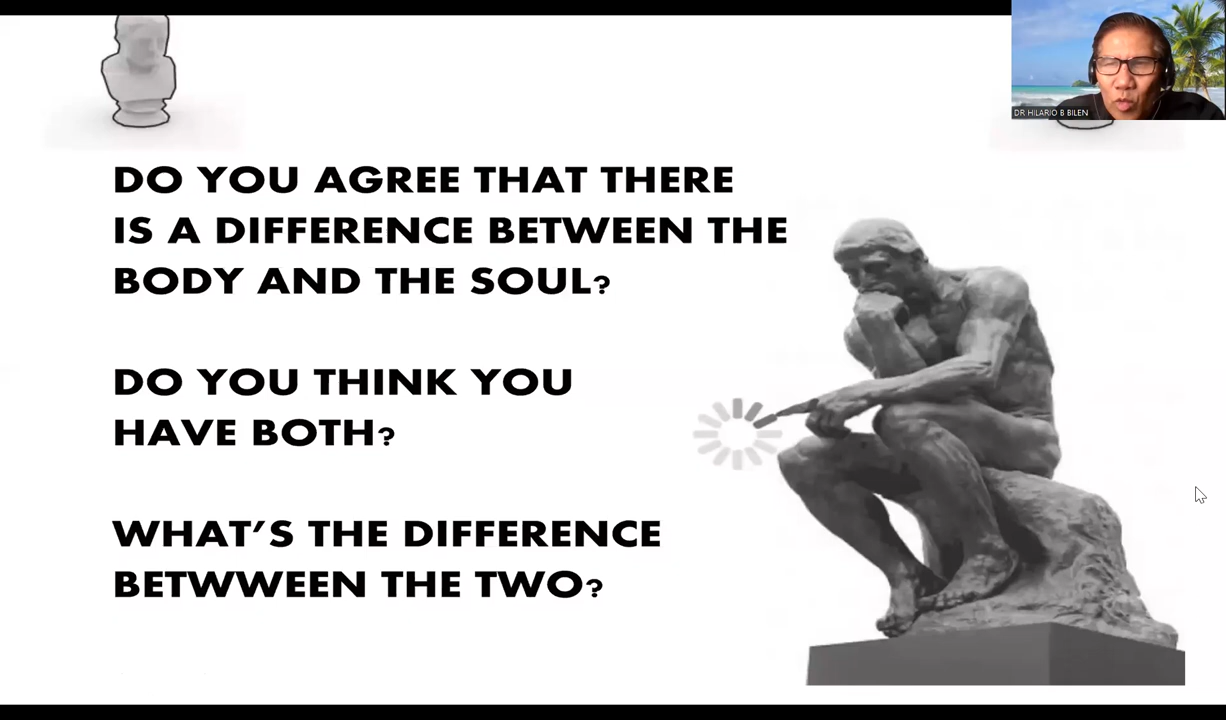 DR HILARIO B BILEN
DO YOU AGREE THAT THERE
IS A DIFFERENCE BETWEEN THE
BODY AND THE SOUL?
DO YOU THINK YOU
HAVE BOTH?
WHAT'S THE DIFFERENCE
BETWWEEN THE TWO?